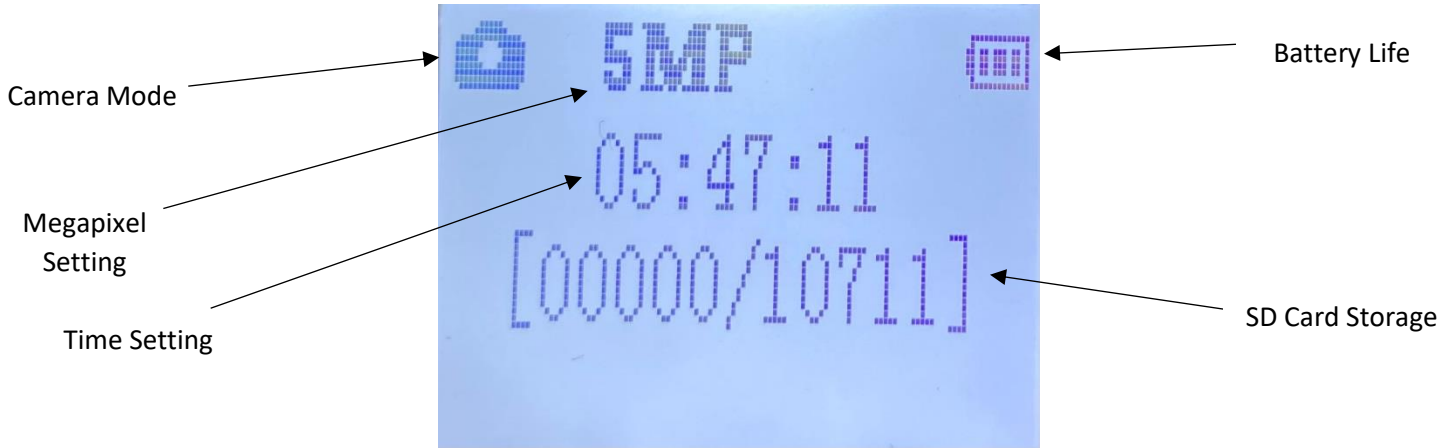 5MP
Battery Life
Camera Mode
05:47:11
Megapixel
Setting
[00000/10711]
SD Card Storage
Time Setting